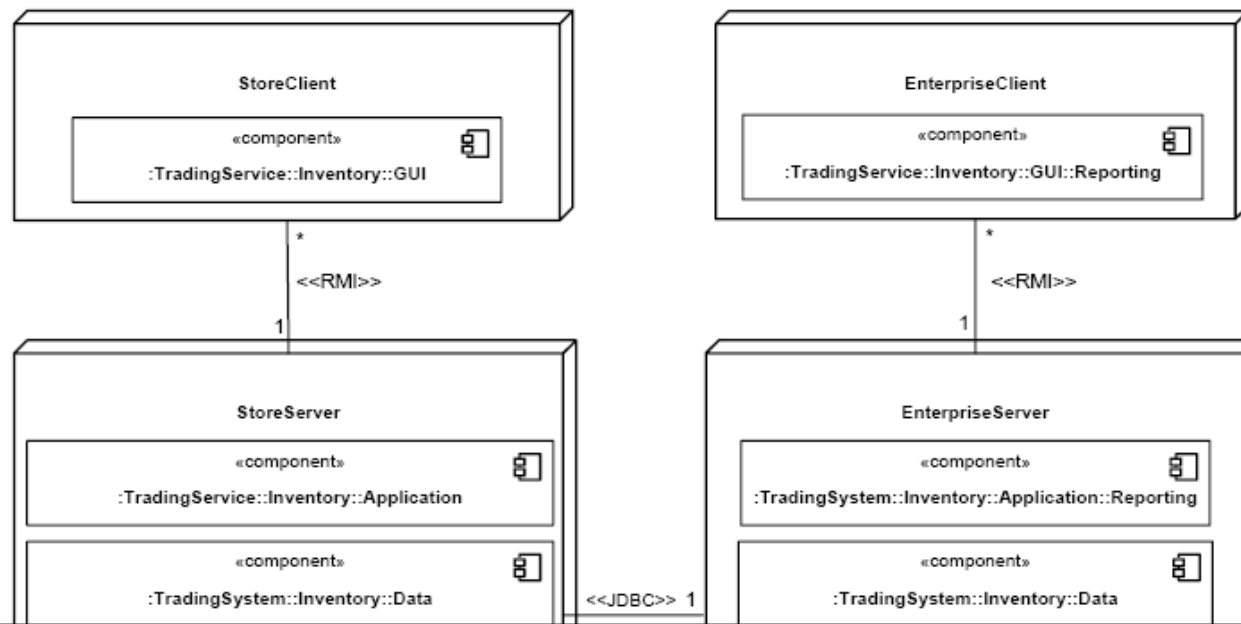 StoreClient
«component»
:TradingService::Inventory::GUI
EnterpriseClient
«component»
:TradingService::Inventory::GUI::Reporting
*
<<RMI>>
1
*
<<RMI>>
1
StoreServer
«component»
:TradingService::Inventory::Application
«component»
:TradingSystem::Inventory::Data
<<JDBC>> 1
EnterpriseServer
«component»
:TradingSystem::Inventory::Application::Reporting
«component»
:TradingSystem::Inventory::Data